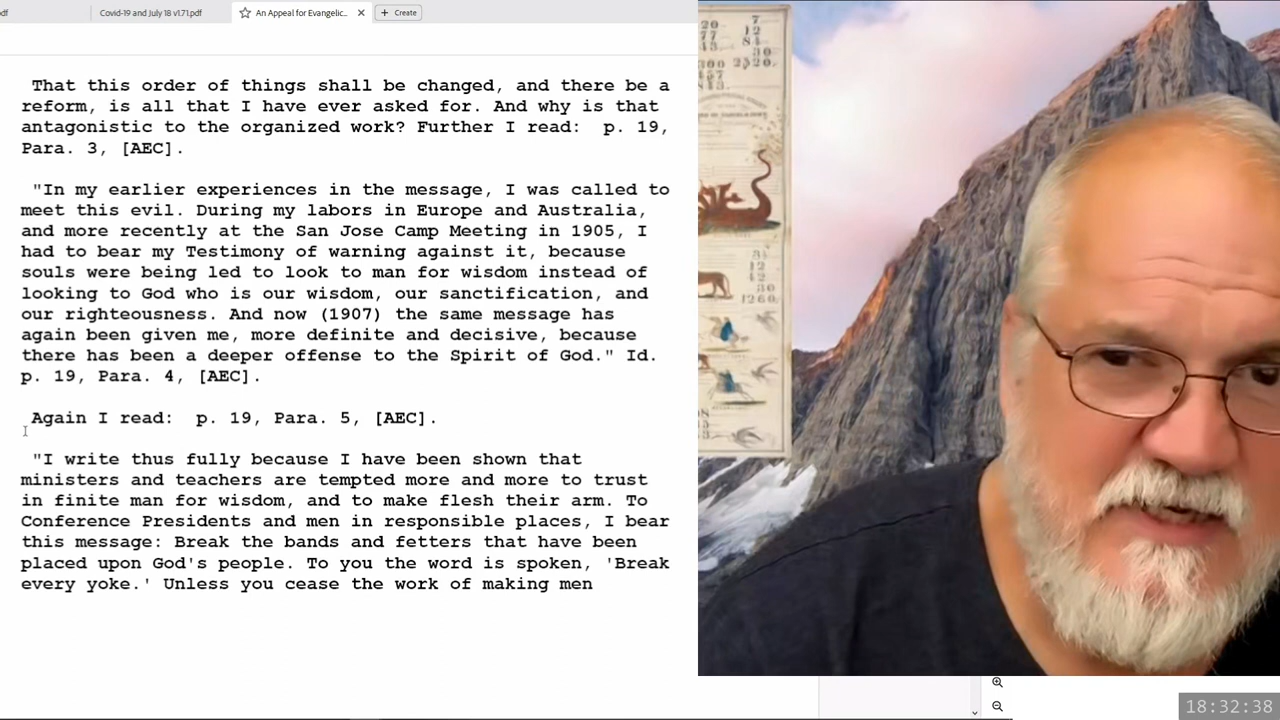 odf
Covid-19 and July 18 v1.71.pdf
An Appeal for Evangelic...
Create
That this order of things shall be changed, and there be a
reform, is all that I have ever asked for. And why is that
antagonistic to the organized work? Further I read: p. 19,
Para. 3, [AEC].
"In my earlier experiences in the message, I was called to
meet this evil. During my labors in Europe and Australia,
and more recently at the San Jose Camp Meeting in 1905, I
had to bear my Testimony of warning against it, because
souls were being led to look to man for wisdom instead of
looking to God who is our wisdom, our sanctification, and
our righteousness. And now (1907) the same message has
again been given me, more definite and decisive, because
there has been a deeper offense to the Spirit of God." Id.
p. 19, Para. 4, [AEC].
Again I read: p. 19, Para. 5, [AEC].
"I write thus fully because I have been shown that
ministers and teachers are tempted more and more to trust
in finite man for wisdom, and to make flesh their arm. To
Conference Presidents and men in responsible places, I bear
this message: Break the bands and fetters that have been
placed upon God's people. To you the word is spoken, 'Break
every yoke.' Unless you cease the work of making men
7
12
30
2520.
12
42
30
1260.
18:32:38